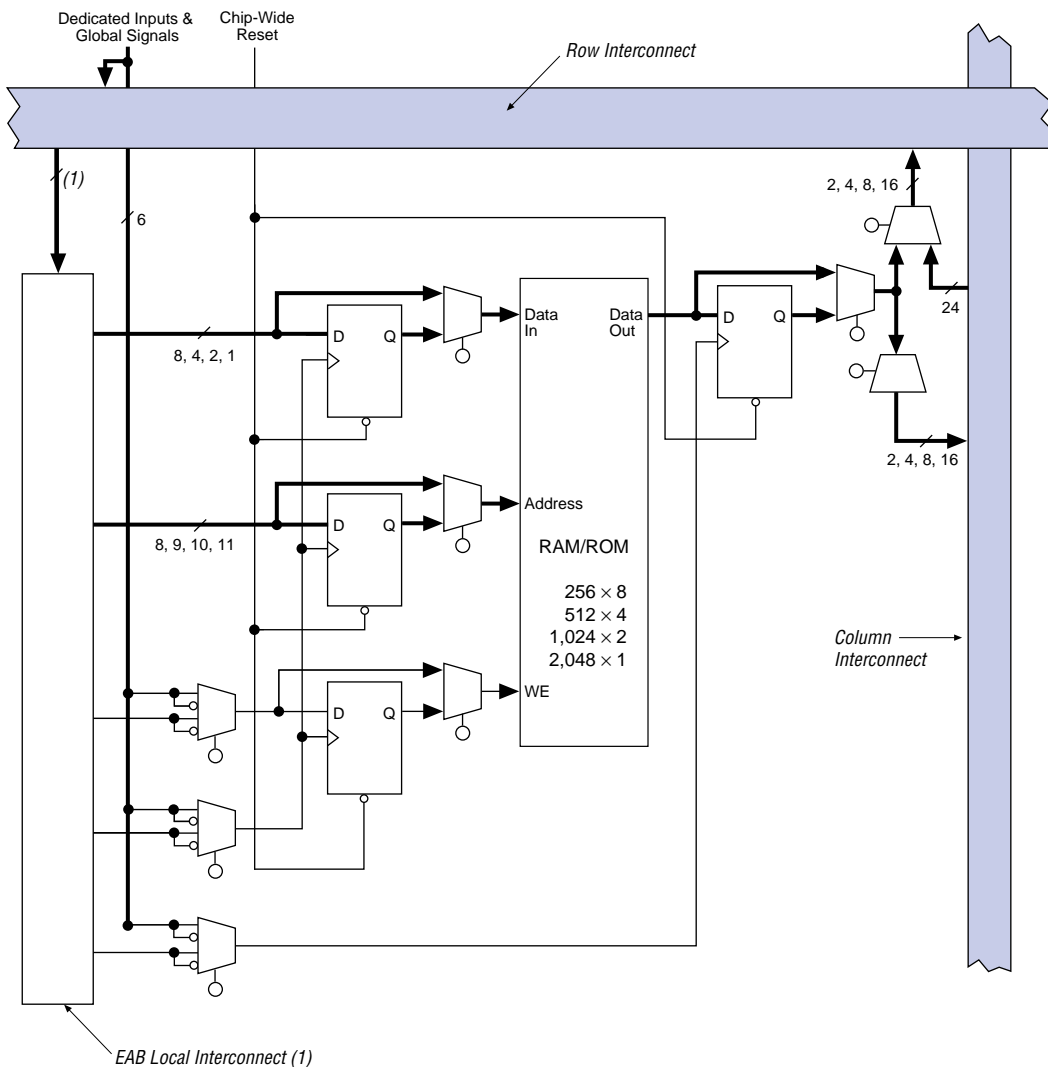 Dedicated Inputs &
Global Signals
Chip-Wide
Reset
Row Interconnect
(1)
6
2, 4, 8, 16
24
D
Q
8, 4, 2, 1
Data
In
Data
Out
D
Q
2, 4, 8, 16
D
Q
8, 9, 10, 11
Address
RAM/ROM
256 × 8
512 × 4
1,024 × 2
2,048 × 1
Column
Interconnect
D
Q
WE
EAB Local Interconnect (1)